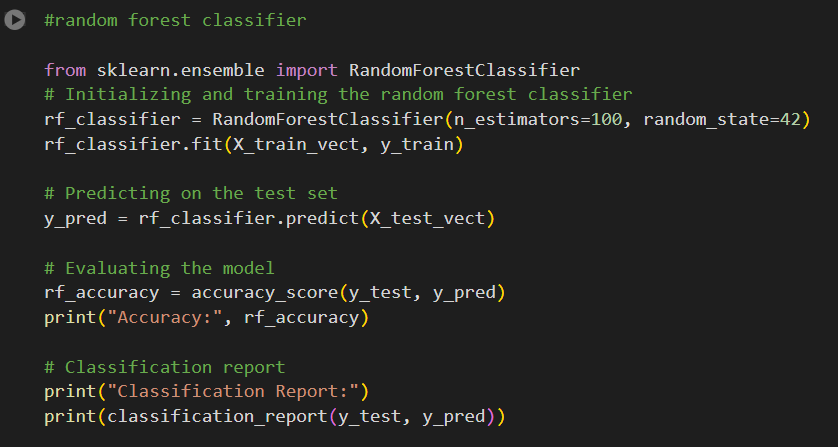 #random forest classifier
from sklearn.ensemble import RandomForestClassifier
# Initializing and training the random forest classifier
rf_classifier = RandomForestClassifier(n_estimators=100, random_state=42)
rf_classifier.fit(X_train_vect, y_train)
# Predicting on the test set
y_pred = rf_classifier.predict(X_test_vect)
# Evaluating the model
rf_accuracy = accuracy_score(y_test, y_pred)
print("Accuracy:", rf_accuracy)
# Classification report
print("Classification Report:")
print(classification_report(y_test, y_pred))